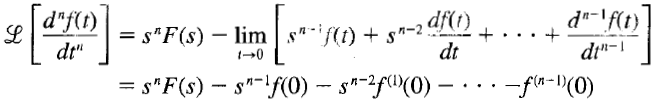 ℒ[dⁿf(t)/dtⁿ] = sⁿF(s) − lim_{t→0} [sⁿ⁻¹f(t) + sⁿ⁻² df(t)/dt + · · · + dⁿ⁻¹f(t)/dtⁿ⁻¹]
= sⁿF(s) − sⁿ⁻¹f(0) − sⁿ⁻²f⁽¹⁾(0) − · · · −f⁽ⁿ⁻¹⁾(0)